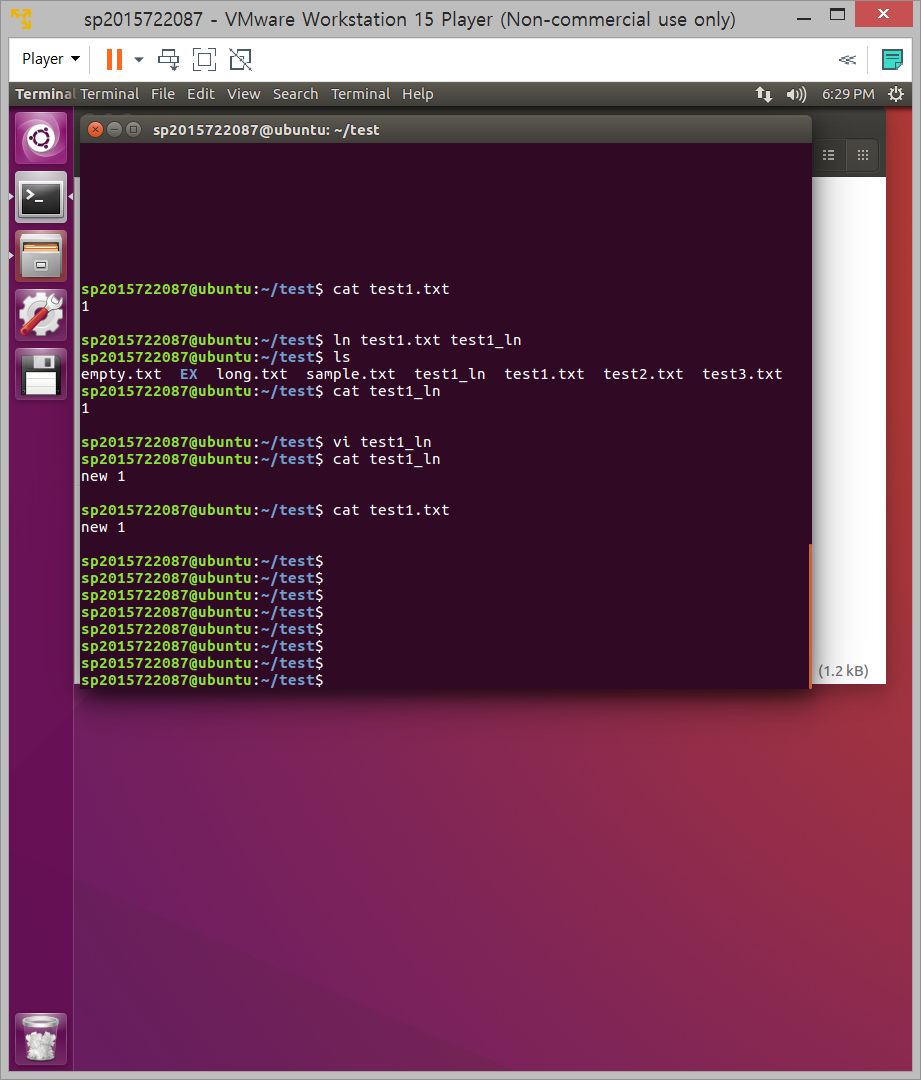 sp2015722087 - VMware Workstation 15 Player (Non-commercial use only)
Player
Terminal Terminal File Edit View Search Terminal Help 6:29 PM
sp2015722087@ubuntu: ~/test
sp2015722087@ubuntu:~/test$ cat test1.txt
1
sp2015722087@ubuntu:~/test$ ln test1.txt test1_ln
sp2015722087@ubuntu:~/test$ ls
empty.txt EX long.txt sample.txt test1_ln test1.txt test2.txt test3.txt
sp2015722087@ubuntu:~/test$ cat test1_ln
1
sp2015722087@ubuntu:~/test$ vi test1_ln
sp2015722087@ubuntu:~/test$ cat test1_ln
new 1
sp2015722087@ubuntu:~/test$ cat test1.txt
new 1
sp2015722087@ubuntu:~/test$
sp2015722087@ubuntu:~/test$
sp2015722087@ubuntu:~/test$
sp2015722087@ubuntu:~/test$
sp2015722087@ubuntu:~/test$
sp2015722087@ubuntu:~/test$
sp2015722087@ubuntu:~/test$
(1.2 kB)
sp2015722087@ubuntu:~/test$